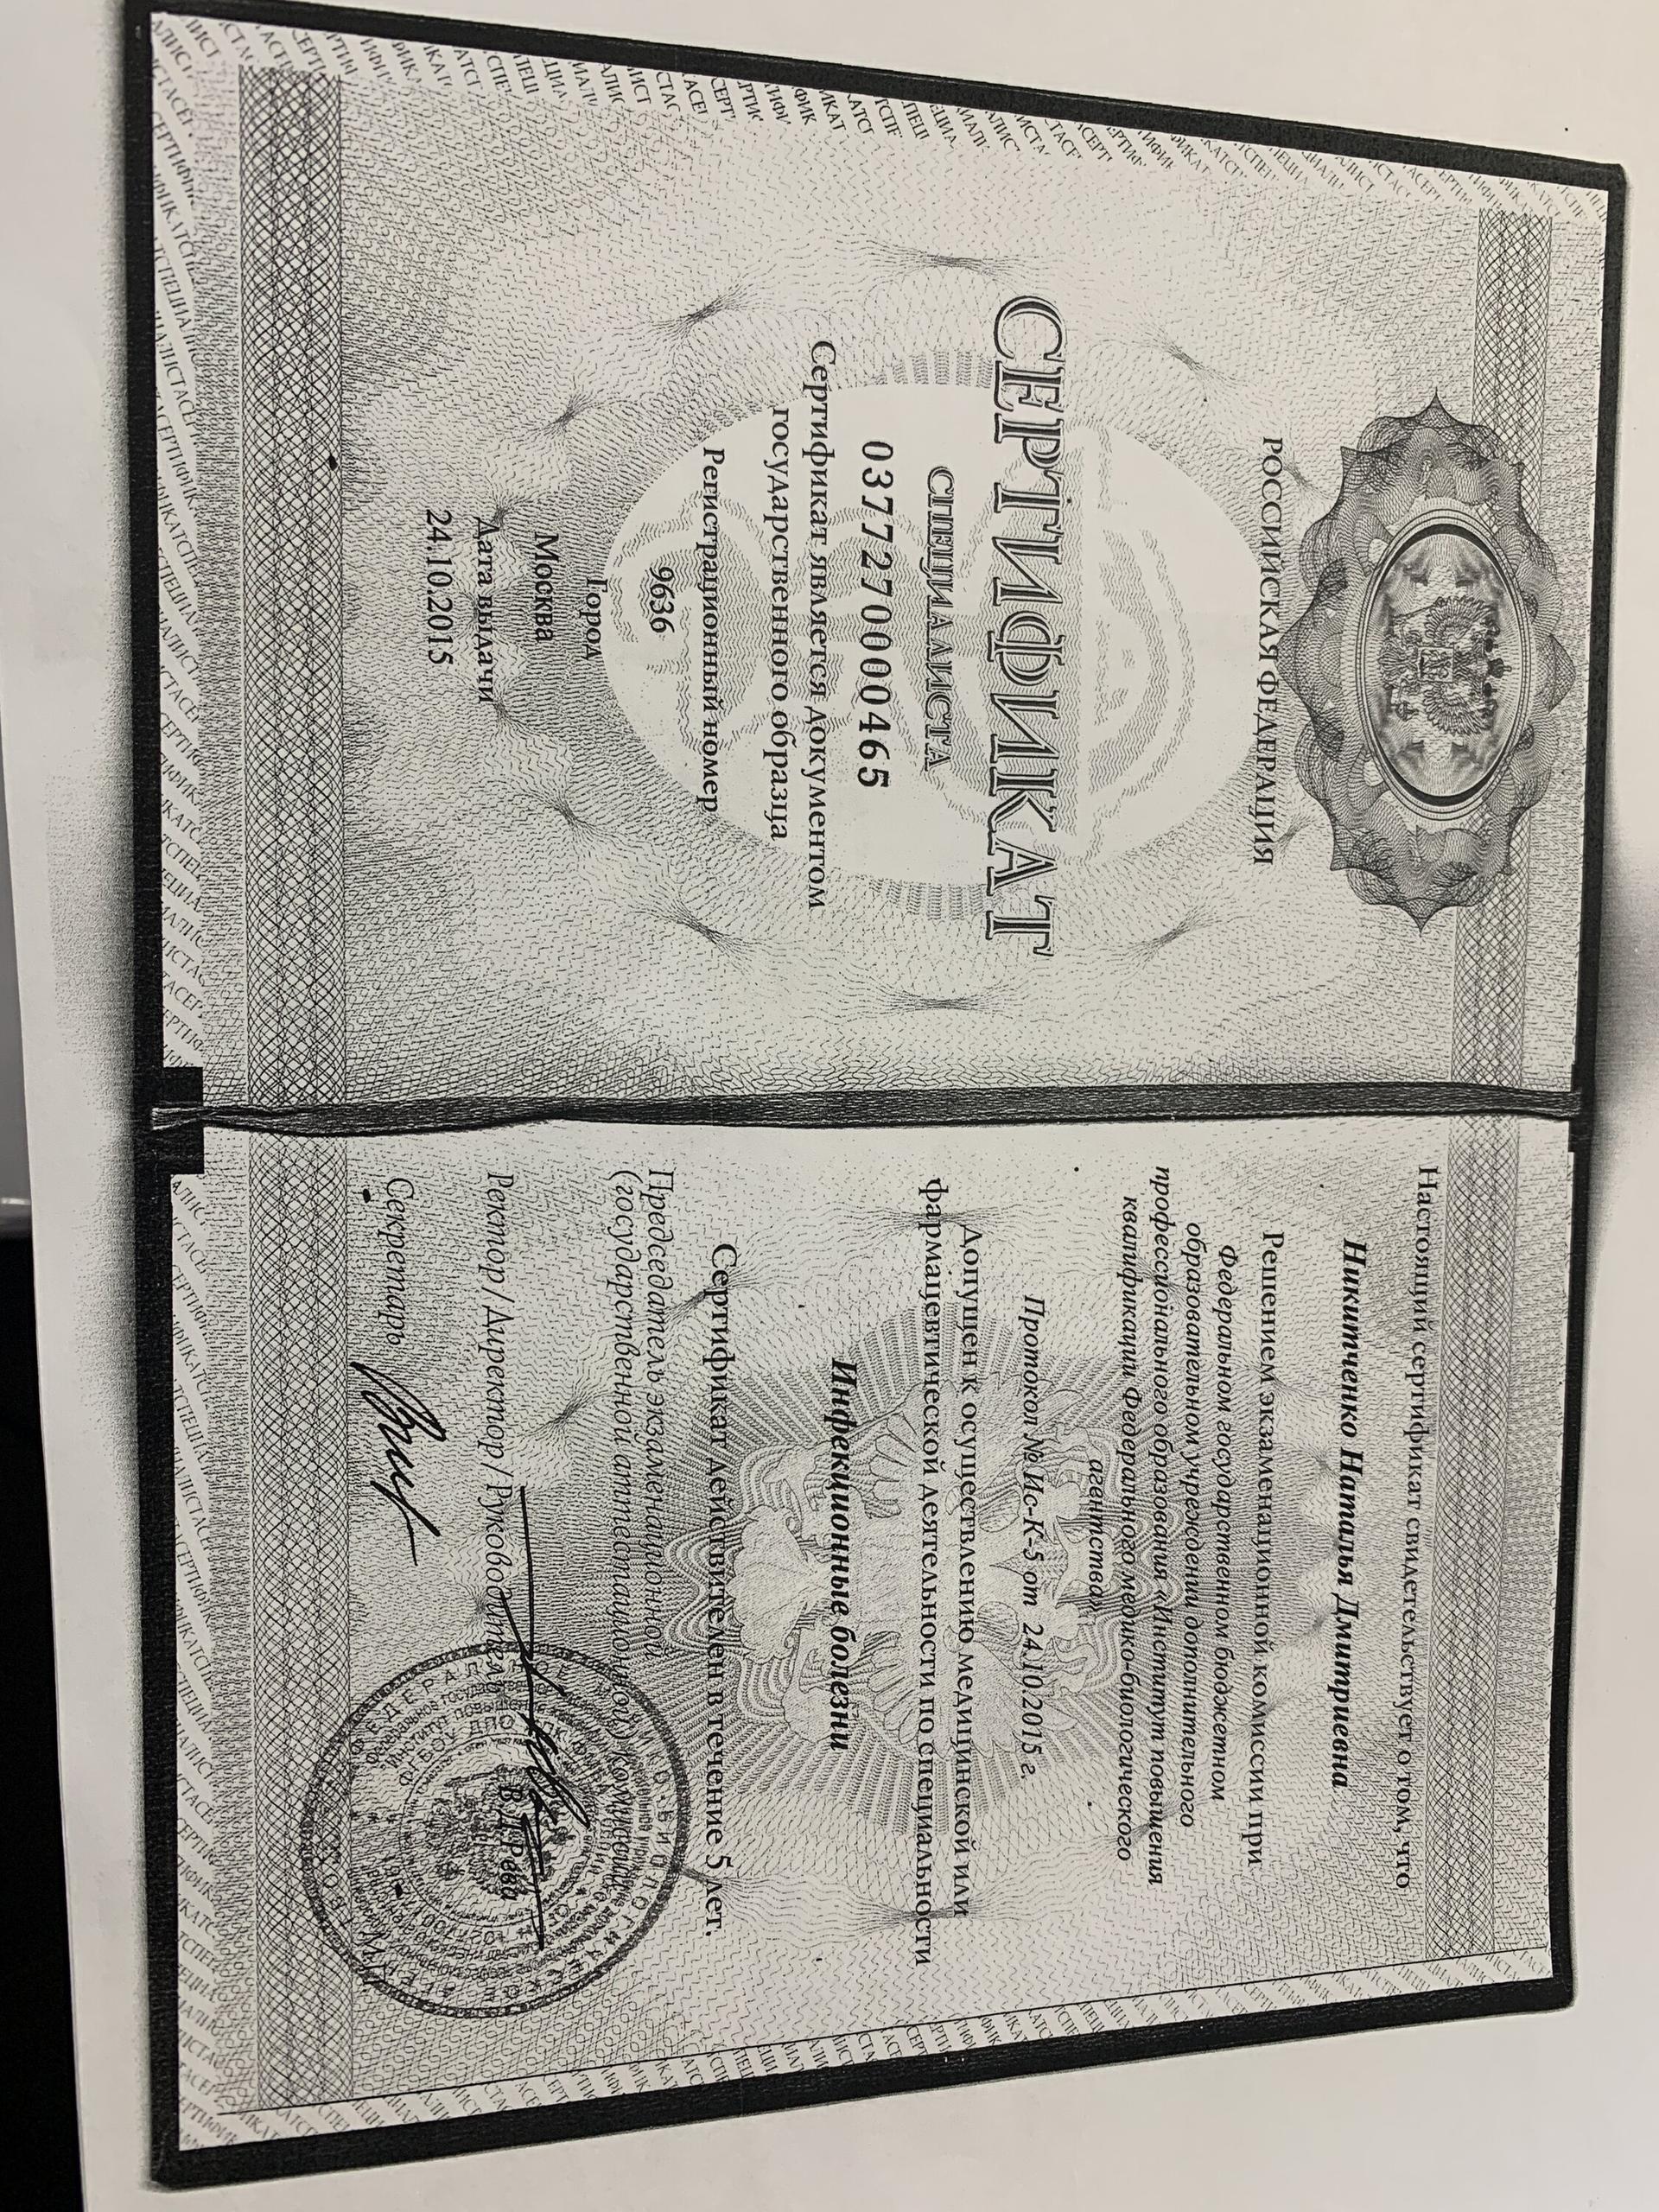 РОССИЙСКАЯ ФЕДЕРАЦИЯ
СЕРТИФИКАТ
СПЕЦИАЛИСТА
0377270000465
Сертификат является документом
государственного образца
Регистрационный номер
9636
Город
Москва
Дата выдачи
24.10.2015
Настоящий сертификат свидетельствует о том, что
Никитченко Наталья Дмитриевна
Решением экзаменационной комиссии при
Федеральном государственном бюджетном
образовательном учреждении дополнительного
профессионального образования «Институт повышения
квалификации Федерального медико-биологического
агентства»
Протокол № Ис-К-5 от 24.10.2015 г.
Допущен к осуществлению медицинской или
фармацевтической деятельности по специальности
Инфекционные болезни
Сертификат действителен в течение 5 лет.
Председатель экзаменационной
(государственной аттестационной) комиссии
Ректор / Директор / Руководитель
Секретарь